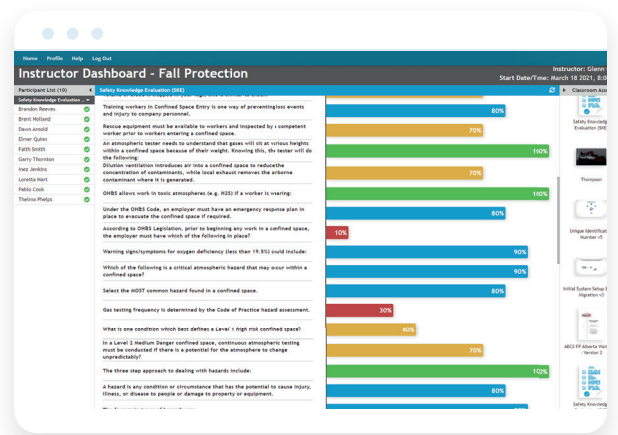 Home Profile Help Log Out
Instructor Dashboard - Fall Protection
Instructor: Glenn
Start Date/Time: March 18 2021, 8:0
Participant List (10)
Safety Knowledge Evaluation (SKE)
Classroom Ass
Safety Knowledge Evaluation ...
Brandon Reeves
Brent Holland
Dawn Arnold
Elmer Quinn
Faith Smith
Garry Thornton
Inez Jenkins
Loretta Hart
Pablo Cook
Thelma Phelps
Training workers in Confined Space Entry is one way of preventing loss events
and injury to company personnel.
80%
Rescue equipment must be available to workers and inspected by a competent
worker prior to workers entering a confined space.
70%
An atmospheric tester needs to understand that gases will sit at various heights
within a confined space because of their weight. Knowing this, the tester will do
the following:
100%
Dilution ventilation introduces air into a confined space to reduce the
concentration of contaminants, while local exhaust removes the airborne
contaminant where it is generated.
70%
OHBS allows work in toxic atmospheres (e.g. H2S) if a worker is wearing:
100%
Under the OHBS Code, an employer must have an emergency response plan in
place to evacuate the confined space if required.
80%
According to OHBS Legislation, prior to beginning any work in a confined space,
the employer must have which of the following in place?
10%
Warning signs/symptoms for oxygen deficiency (less than 19.5%) could include:
90%
Which of the following is a critical atmospheric hazard that may occur within a
confined space?
90%
Select the MOST common hazard found in a confined space.
80%
Gas testing frequency is determined by the Code of Practice hazard assessment.
30%
What is one condition which best defines a Level 1 high risk confined space?
40%
In a Level 2 Medium Danger confined space, continuous atmospheric testing
must be conducted if there is a potential for the atmosphere to change
unpredictably?
70%
The three step approach to dealing with hazards include:
100%
A hazard is any condition or circumstance that has the potential to cause injury,
illness, or disease to people or damage to property or equipment.
80%
Safety Knowledg
Evaluation (SKE
Thompson
Unique Identificat
Number v5
Initial System Setup
Migration v3
ABCS FP Alberta Wor
- Version 2
Safety Knowledg